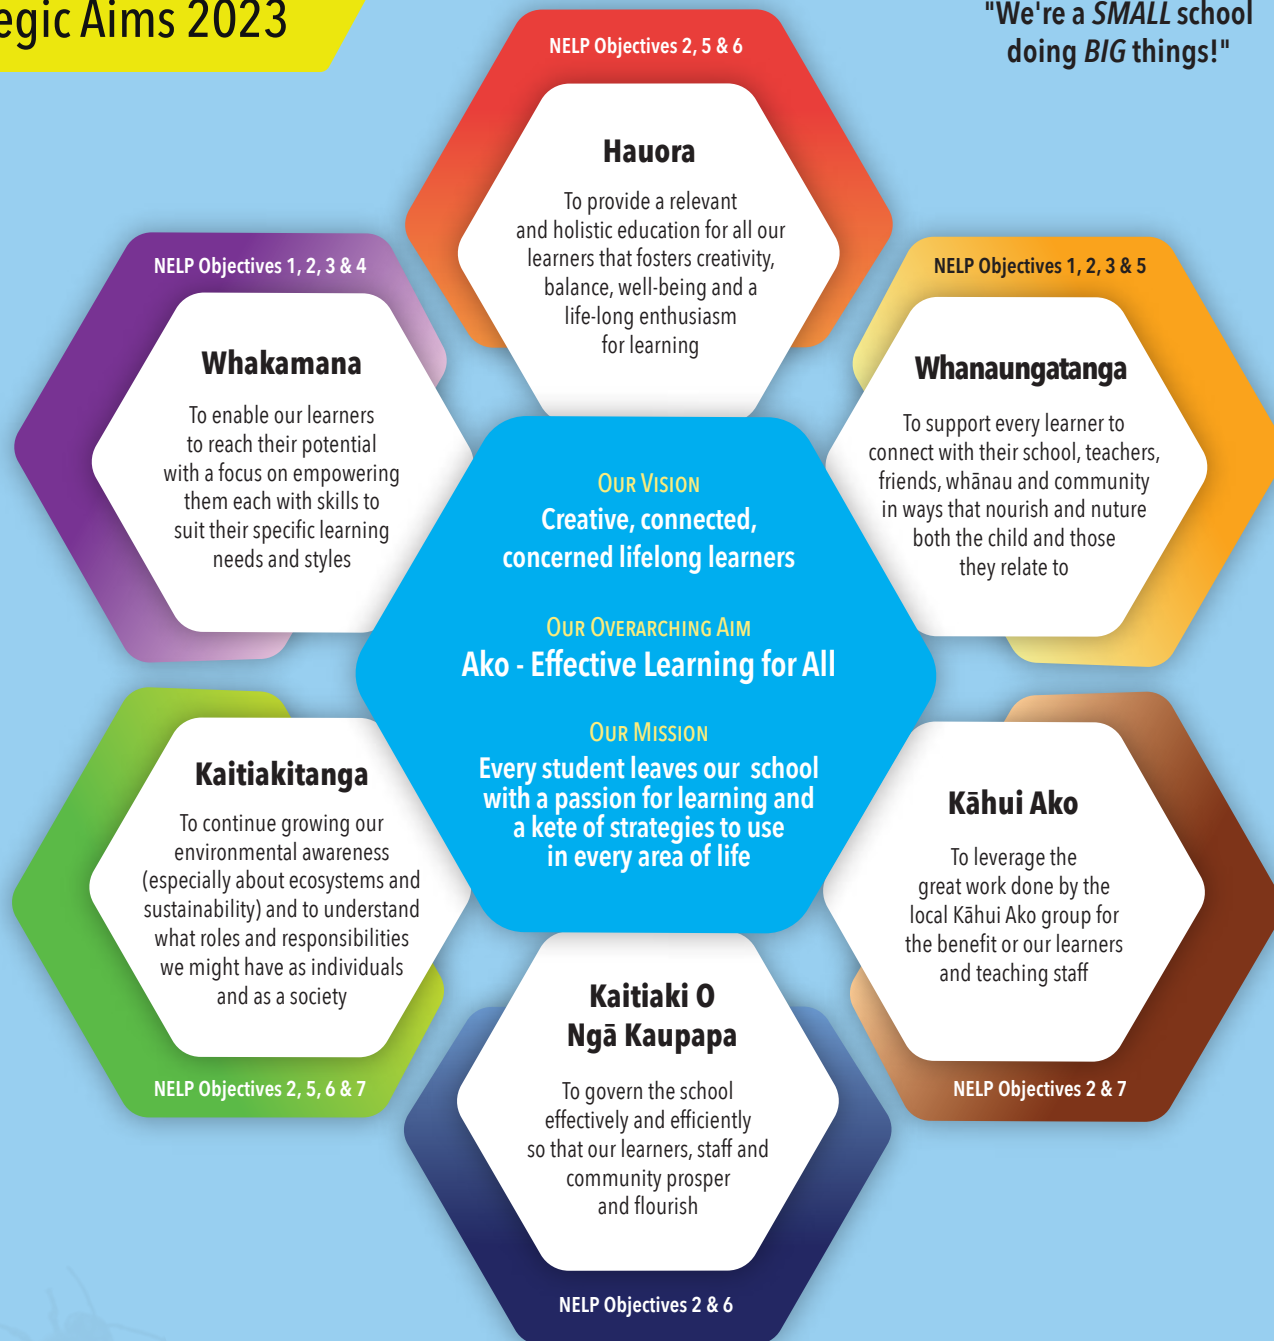 egic Aims 2023
"We're a SMALL school
doing BIG things!"
NELP Objectives 2, 5 & 6
Hauora
To provide a relevant
and holistic education for all our
learners that fosters creativity,
balance, well-being and a
life-long enthusiasm
for learning
NELP Objectives 1, 2, 3 & 4
Whakamana
To enable our learners
to reach their potential
with a focus on empowering
them each with skills to
suit their specific learning
needs and styles
NELP Objectives 1, 2, 3 & 5
Whanaungatanga
To support every learner to
connect with their school, teachers,
friends, whānau and community
in ways that nourish and nuture
both the child and those
they relate to
Our Vision
Creative, connected,
concerned lifelong learners
Our Overarching Aim
Ako - Effective Learning for All
Our Mission
Every student leaves our school
with a passion for learning and
a kete of strategies to use
in every area of life
Kaitiakitanga
To continue growing our
environmental awareness
(especially about ecosystems and
sustainability) and to understand
what roles and responsibilities
we might have as individuals
and as a society
NELP Objectives 2, 5, 6 & 7
Kāhui Ako
To leverage the
great work done by the
local Kāhui Ako group for
the benefit or our learners
and teaching staff
NELP Objectives 2 & 7
Kaitiaki O
Ngā Kaupapa
To govern the school
effectively and efficiently
so that our learners, staff and
community prosper
and flourish
NELP Objectives 2 & 6